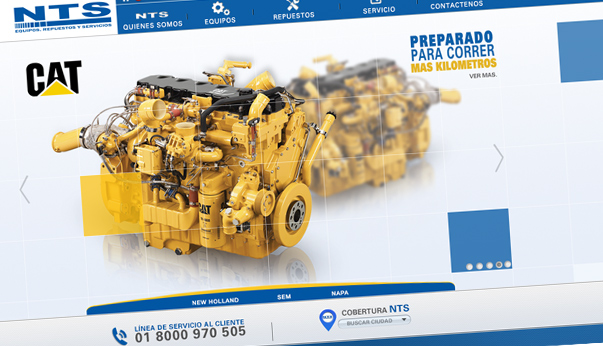 NTS
EQUIPOS, REPUESTOS Y SERVICIOS
NTS
QUIENES SOMOS
EQUIPOS
REPUESTOS
SERVICIO
CONTACTENOS
CAT
PREPARADO
PARA CORRER
MAS KILOMETROS
VER MAS.
CAT
NEW HOLLAND
SEM
NAPA
LÍNEA DE SERVICIO AL CLIENTE
01 8000 970 505
COBERTURA NTS
BUSCAR CIUDAD